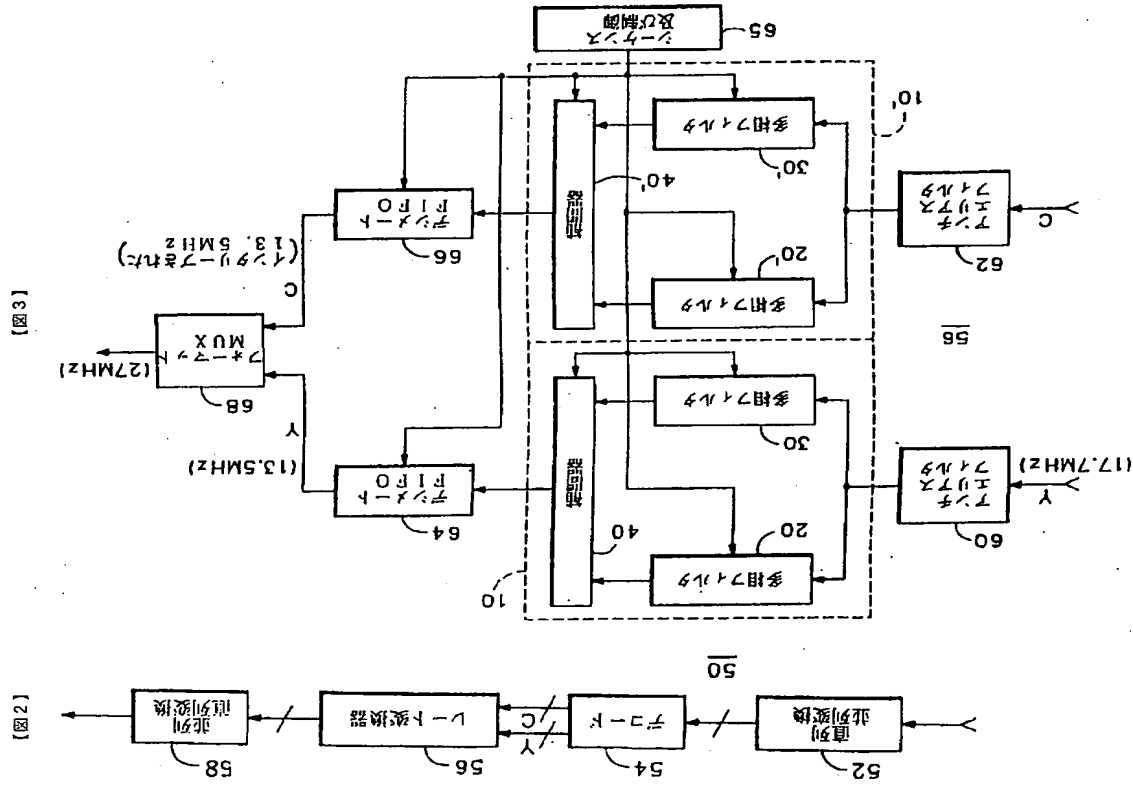 【図2】
52
直列
並列変換
54
デコード
Y
C
56
レート変換器
58
並列
直列変換
50
【図3】
10
60
アンチ
エリアス
フィルタ
Y
(17.7MHz)
20
多相フィルタ
30
多相フィルタ
40
補間器
64
デシメート
FIFO
(13.5MHz)
Y
68
フォーマット
MUX
(27MHz)
56
62
アンチ
エリアス
フィルタ
C
20'
多相フィルタ
30'
多相フィルタ
40'
補間器
66
デシメート
FIFO
C
(インタリーブされた)
13.5MHz
10'
65
シーケンス
及び制御